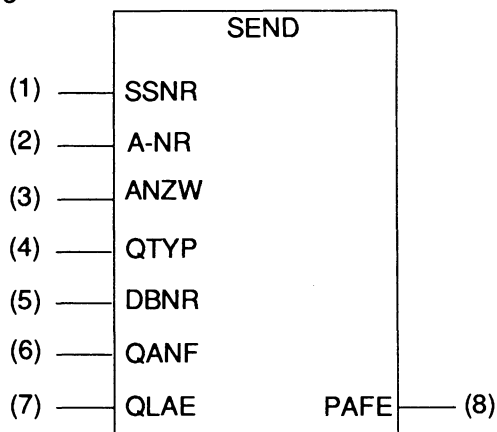 SEND
(1) SSNR
(2) A-NR
(3) ANZW
(4) QTYP
(5) DBNR
(6) QANF
(7) QLAE PAFE (8)